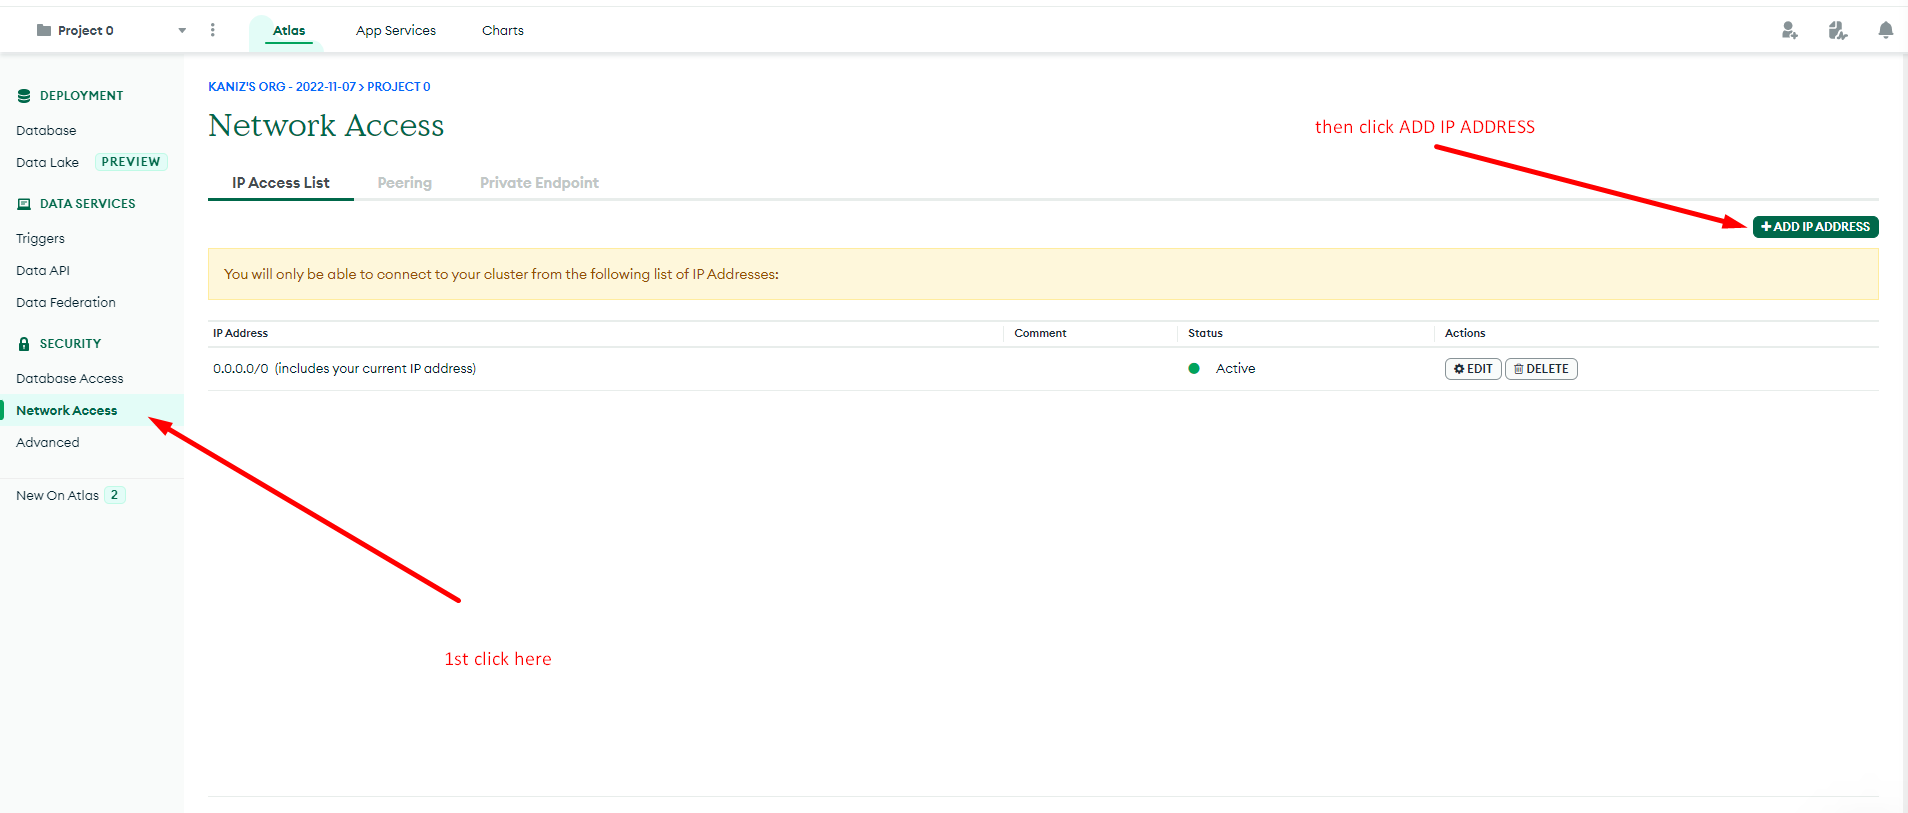 Project 0
Atlas
App Services
Charts
DEPLOYMENT
Database
Data Lake PREVIEW
DATA SERVICES
Triggers
Data API
Data Federation
SECURITY
Database Access
Network Access
Advanced
New On Atlas 2
KANIZ'S ORG - 2022-11-07 > PROJECT 0
Network Access
then click ADD IP ADDRESS
IP Access List
Peering
Private Endpoint
+ ADD IP ADDRESS
You will only be able to connect to your cluster from the following list of IP Addresses:
IP Address
Comment
Status
Actions
0.0.0.0/0 (includes your current IP address)
Active
EDIT
DELETE
1st click here